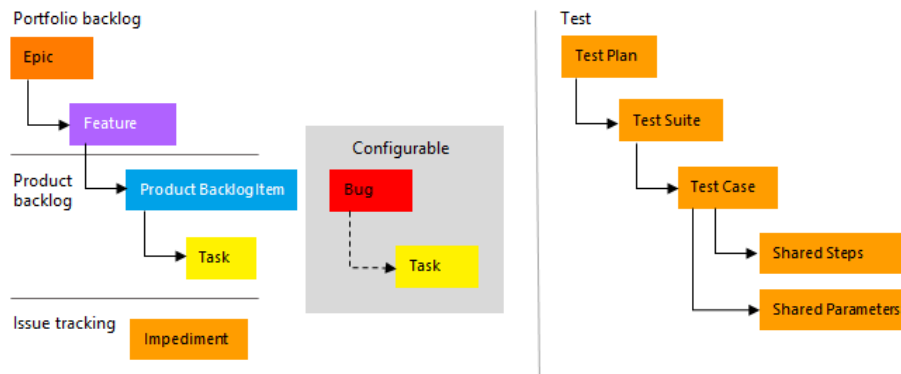 Portfolio backlog
Epic
Feature
Product
backlog
Product Backlog Item
Task
Issue tracking
Impediment
Configurable
Bug
Task
Test
Test Plan
Test Suite
Test Case
Shared Steps
Shared Parameters